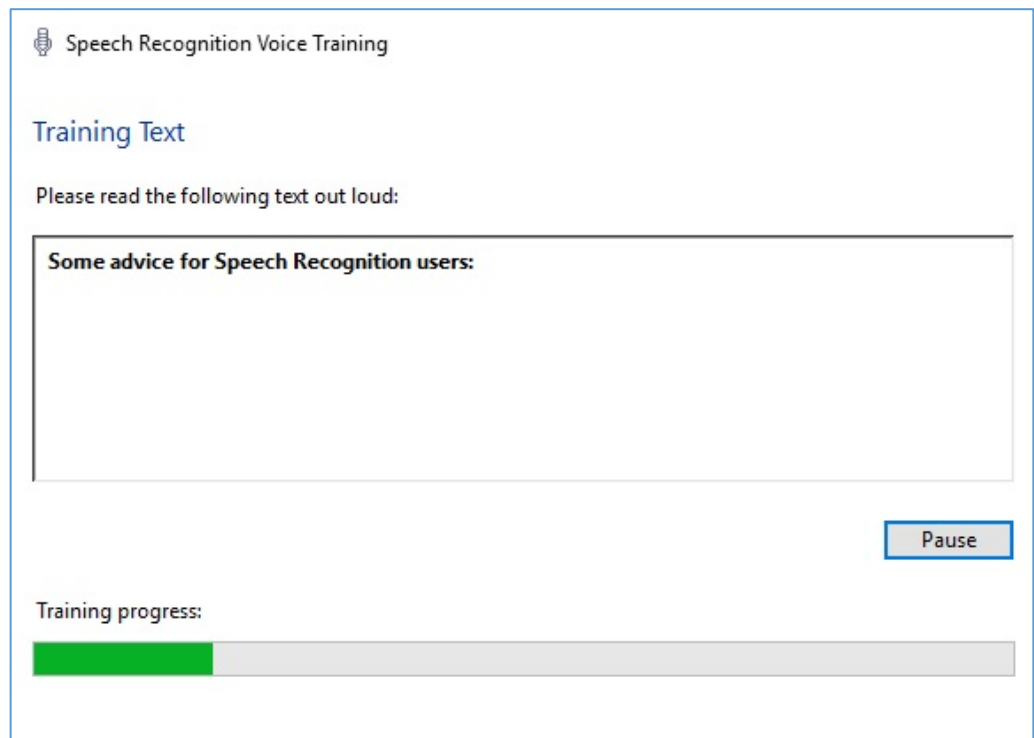 Speech Recognition Voice Training
Training Text
Please read the following text out loud:
Some advice for Speech Recognition users:
Pause
Training progress: